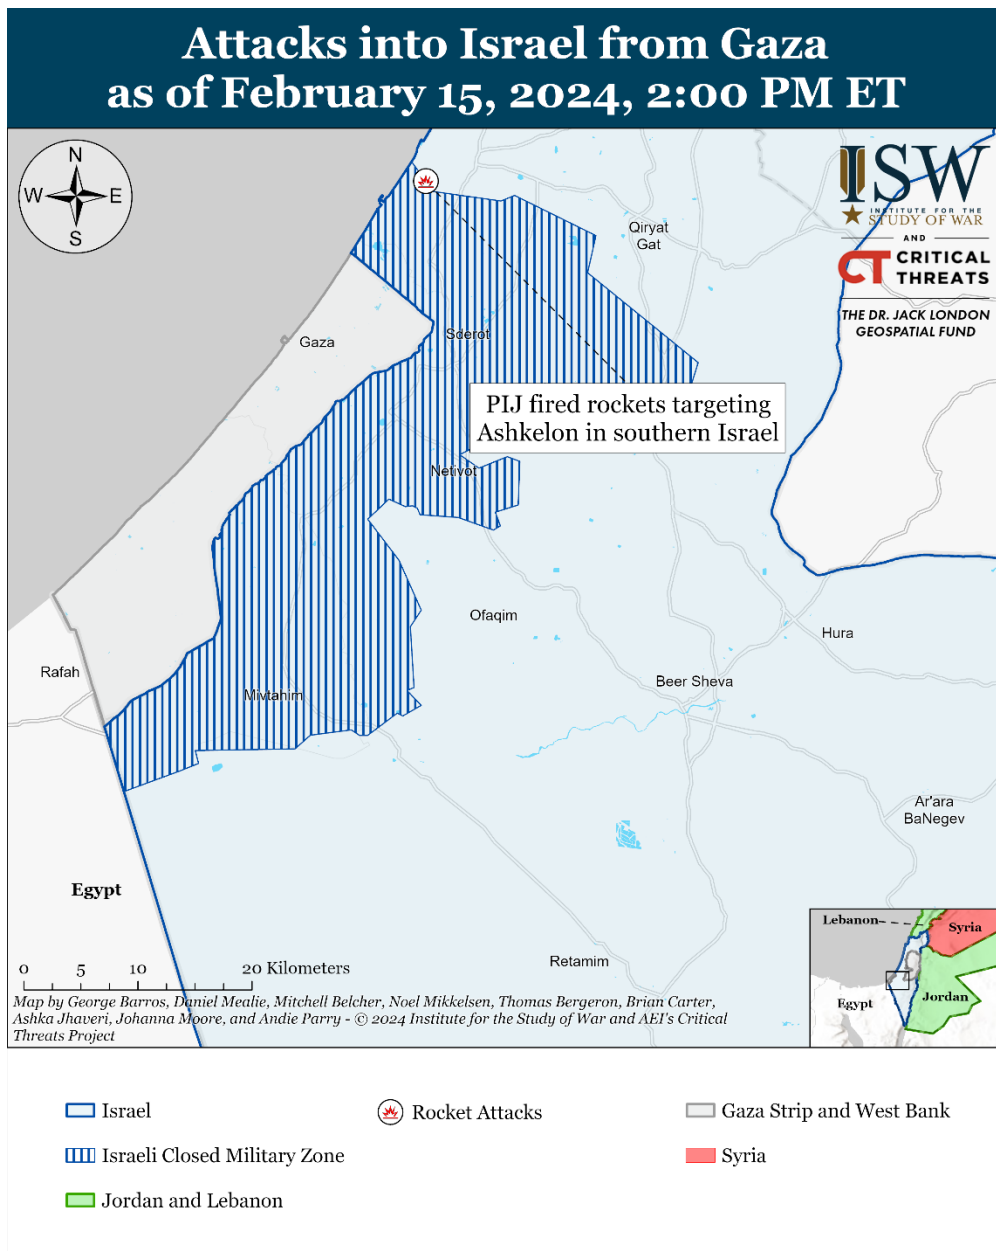 Attacks into Israel from Gaza
as of February 15, 2024, 2:00 PM ET
N
W E
S
ISW
INSTITUTE FOR THE
STUDY OF WAR
AND
CT CRITICAL
THREATS
THE DR. JACK LONDON
GEOSPATIAL FUND
Qiryat
Gat
Gaza
Sderot
PIJ fired rockets targeting
Ashkelon in southern Israel
Netivot
Ofaqim
Hura
Rafah
Beer Sheva
Mivtahim
Ar'ara
BaNegev
Egypt
Retamim
0 5 10 20 Kilometers
Map by George Barros, Daniel Mealie, Mitchell Belcher, Noel Mikkelsen, Thomas Bergeron, Brian Carter,
Ashka Jhaveri, Johanna Moore, and Andie Parry - © 2024 Institute for the Study of War and AEI's Critical
Threats Project
Lebanon
Syria
Egypt
Jordan
Israel
Rocket Attacks
Gaza Strip and West Bank
Israeli Closed Military Zone
Syria
Jordan and Lebanon